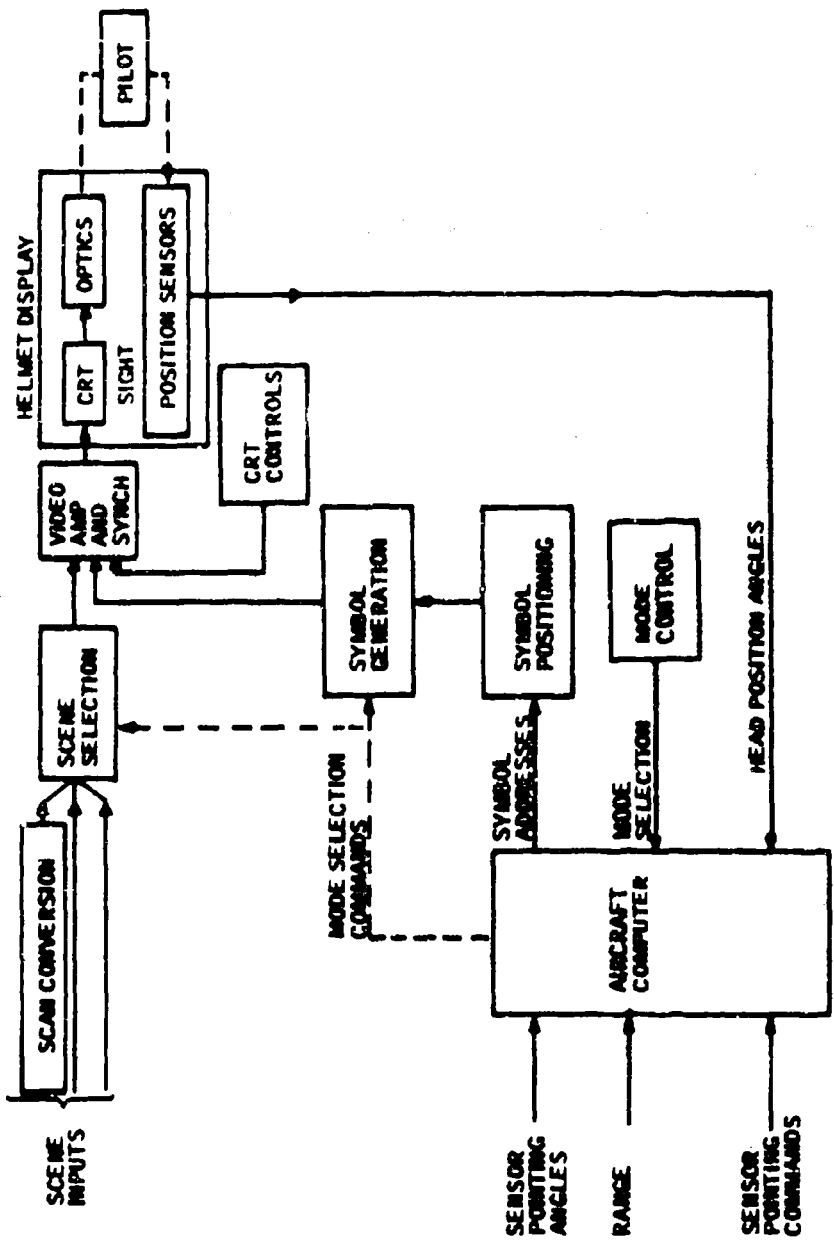 SCENE
INPUTS
SCAN CONVERSION
SCENE
SELECTION
VIDEO
AMP
AND
SYNCH
HELMET DISPLAY
CRT
OPTICS
SIGHT
POSITION SENSORS
PILOT
CRT
CONTROLS
MODE SELECTION
COMMANDS
SYMBOL
GENERATION
SYMBOL
ADDRESSES
SYMBOL
POSITIONING
MODE
SELECTION
MODE
CONTROL
HEAD POSITION ANGLES
AIRCRAFT
COMPUTER
SENSOR
POINTING
ANGLES
RANGE
SENSOR
POINTING
COMMANDS